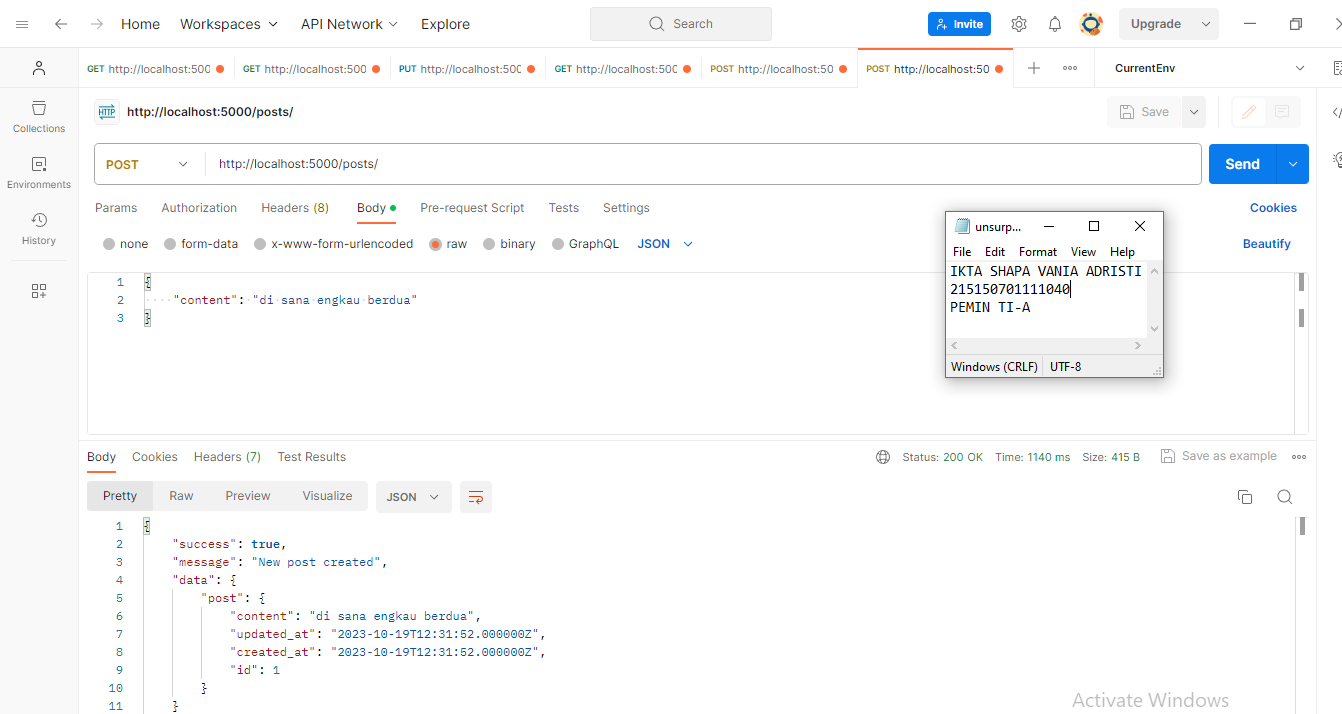 Home Workspaces API Network Explore Search Invite Upgrade
GET http://localhost:500 GET http://localhost:500 PUT http://localhost:500 GET http://localhost:500 POST http://localhost:50 POST http://localhost:50 CurrentEnv
Collections
Environments
History
HTTP http://localhost:5000/posts/ Save
POST http://localhost:5000/posts/ Send
Params Authorization Headers (8) Body Pre-request Script Tests Settings Cookies
none form-data x-www-form-urlencoded raw binary GraphQL JSON Beautify
1 {
2 "content": "di sana engkau berdua"
3 }
unsurp...
File Edit Format View Help
IKTA SHAPA VANIA ADRISTI
215150701111040
PEMIN TI-A
Windows (CRLF) UTF-8
Body Cookies Headers (7) Test Results Status: 200 OK Time: 1140 ms Size: 415 B Save as example
Pretty Raw Preview Visualize JSON
1 {
2 "success": true,
3 "message": "New post created",
4 "data": {
5 "post": {
6 "content": "di sana engkau berdua",
7 "updated_at": "2023-10-19T12:31:52.000000Z",
8 "created_at": "2023-10-19T12:31:52.000000Z",
9 "id": 1
10 }
11 }
Activate Windows